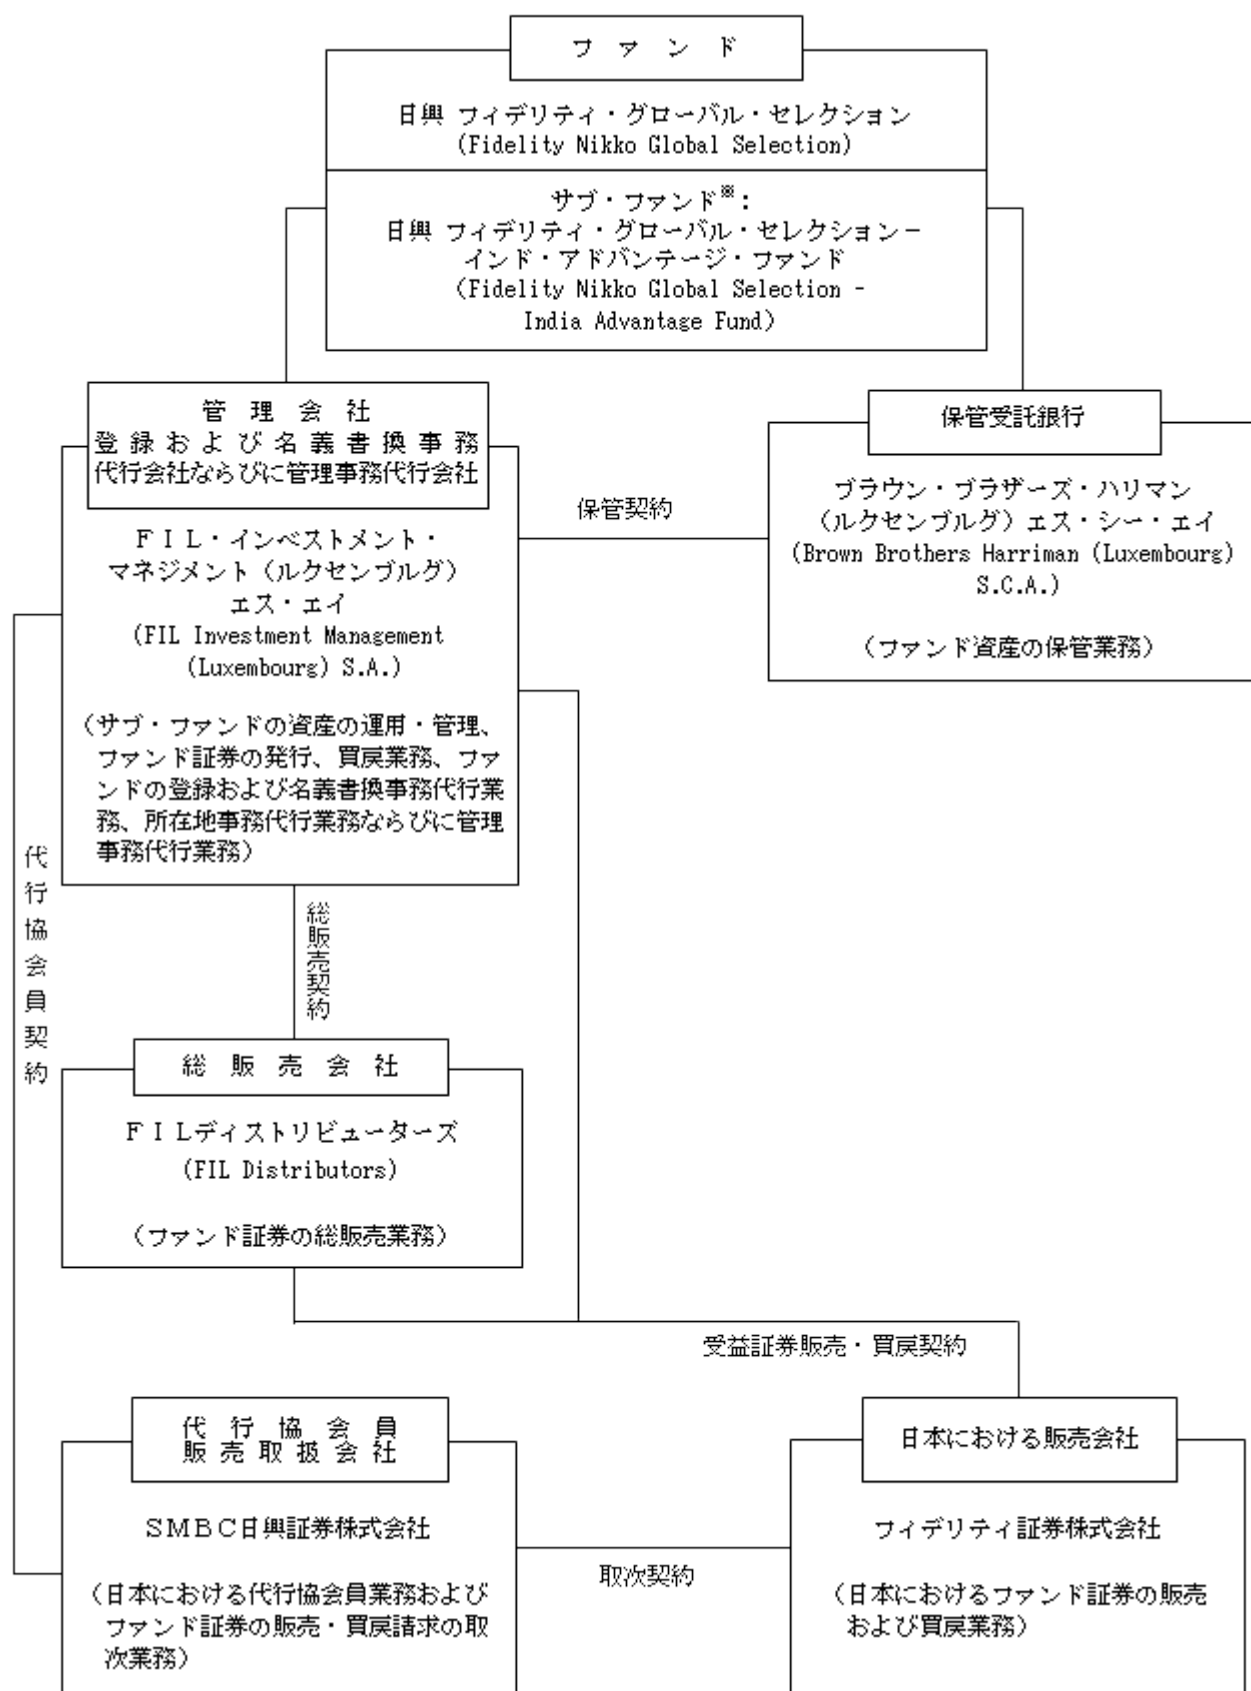 ファンド
日興 フィデリティ・グローバル・セレクション
(Fidelity Nikko Global Selection)
サブ・ファンド※:
日興 フィデリティ・グローバル・セレクション－
インド・アドバンテージ・ファンド
(Fidelity Nikko Global Selection -
India Advantage Fund)
管理会社
登録および名義書換事務
代行会社ならびに管理事務代行会社
ＦＩＬ・インベストメント・
マネジメント（ルクセンブルグ）
エス・エイ
(FIL Investment Management
(Luxembourg) S.A.)
（サブ・ファンドの資産の運用・管理、
ファンド証券の発行、買戻業務、ファ
ンドの登録および名義書換事務代行業
務、所在地事務代行業務ならびに管理
事務代行業務）
保管契約
保管受託銀行
ブラウン・ブラザーズ・ハリマン
（ルクセンブルグ）エス・シー・エイ
(Brown Brothers Harriman (Luxembourg)
S.C.A.)
（ファンド資産の保管業務）
代行協会員契約
総販売契約
総販売会社
ＦＩＬディストリビューターズ
(FIL Distributors)
（ファンド証券の総販売業務）
受益証券販売・買戻契約
代行協会員
販売取扱会社
ＳＭＢＣ日興証券株式会社
（日本における代行協会員業務および
ファンド証券の販売・買戻請求の取
次業務）
取次契約
日本における販売会社
フィデリティ証券株式会社
（日本におけるファンド証券の販売
および買戻業務）